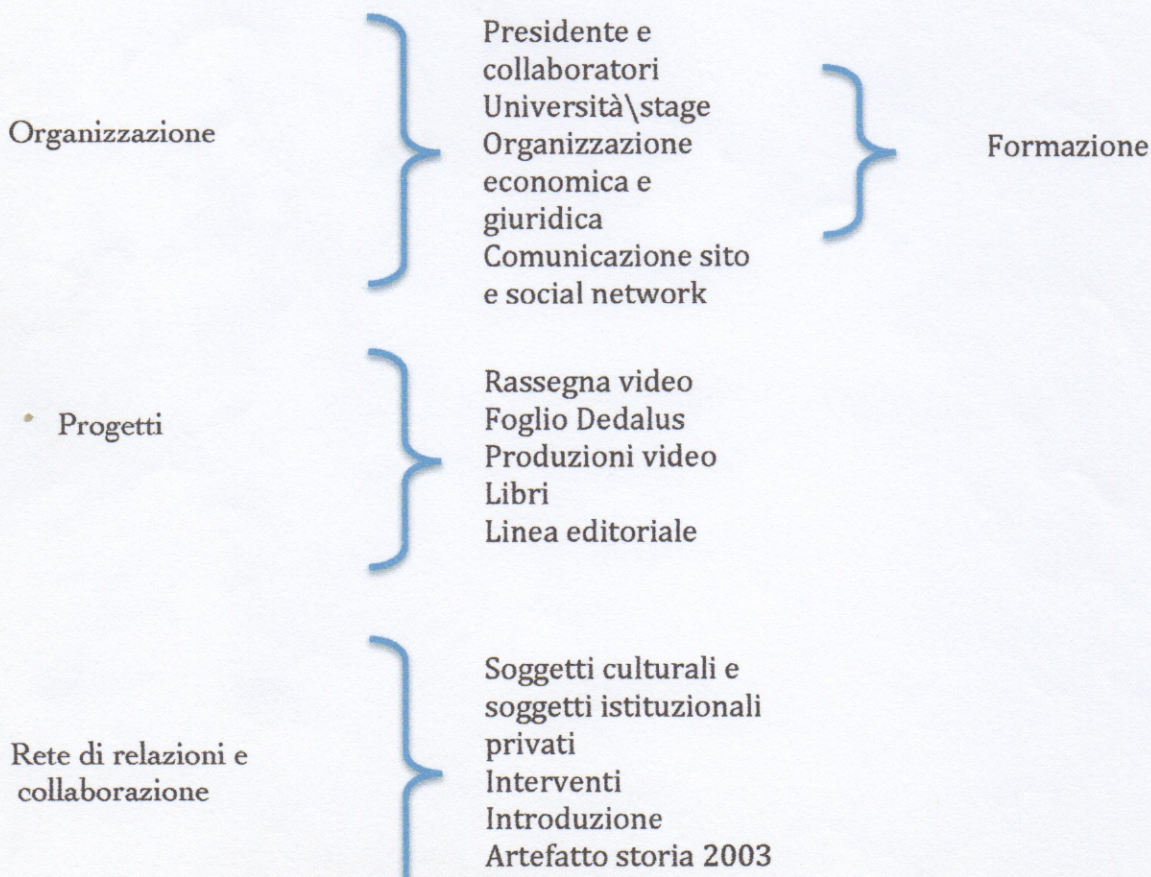 Organizzazione
Presidente e
collaboratori
Università\stage
Organizzazione
economica e
giuridica
Comunicazione sito
e social network
Formazione
Progetti
Rassegna video
Foglio Dedalus
Produzioni video
Libri
Linea editoriale
Rete di relazioni e
collaborazione
Soggetti culturali e
soggetti istituzionali
privati
Interventi
Introduzione
Artefatto storia 2003